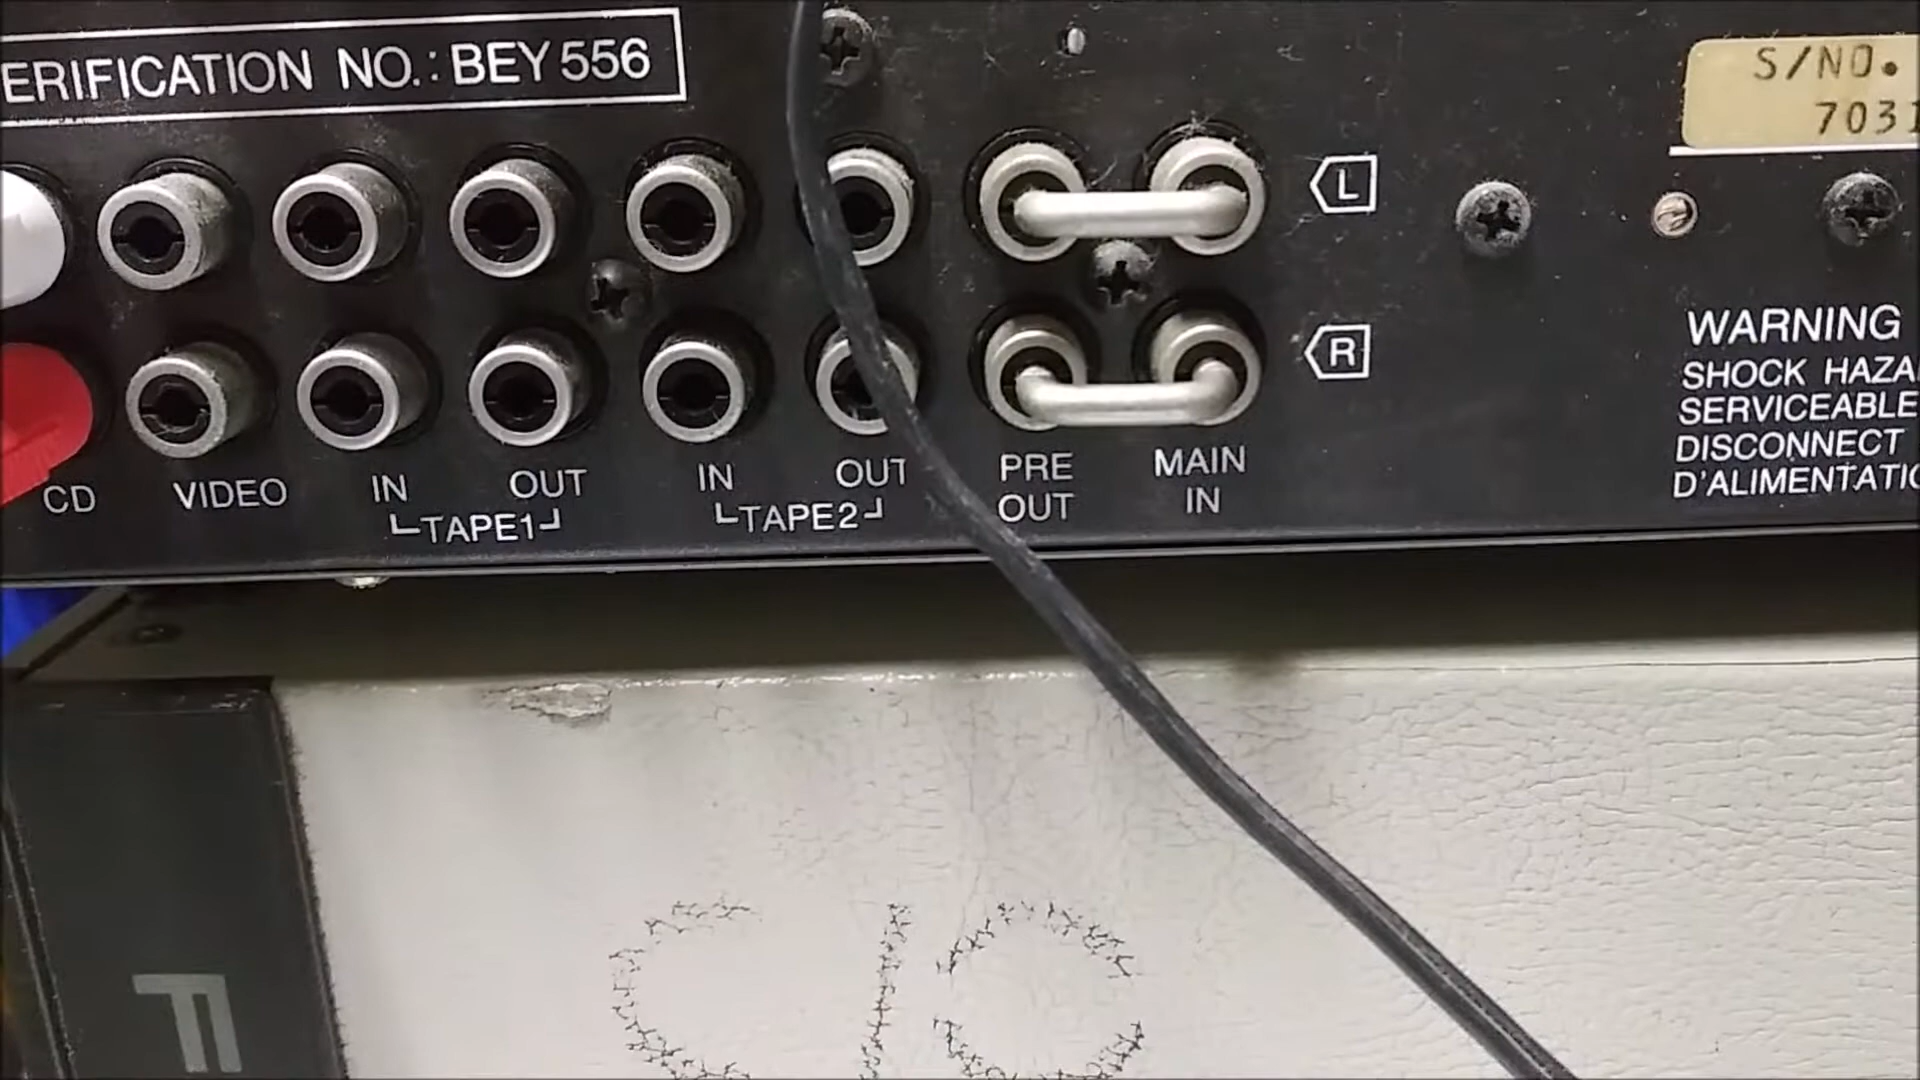 ERIFICATION NO.: BEY 556
S/NO.
7031
L
R
CD
VIDEO
IN
OUT
TAPE1
IN
OUT
TAPE2
PRE
OUT
MAIN
IN
WARNING
SHOCK HAZA
SERVICEABLE
DISCONNECT
D'ALIMENTATIO